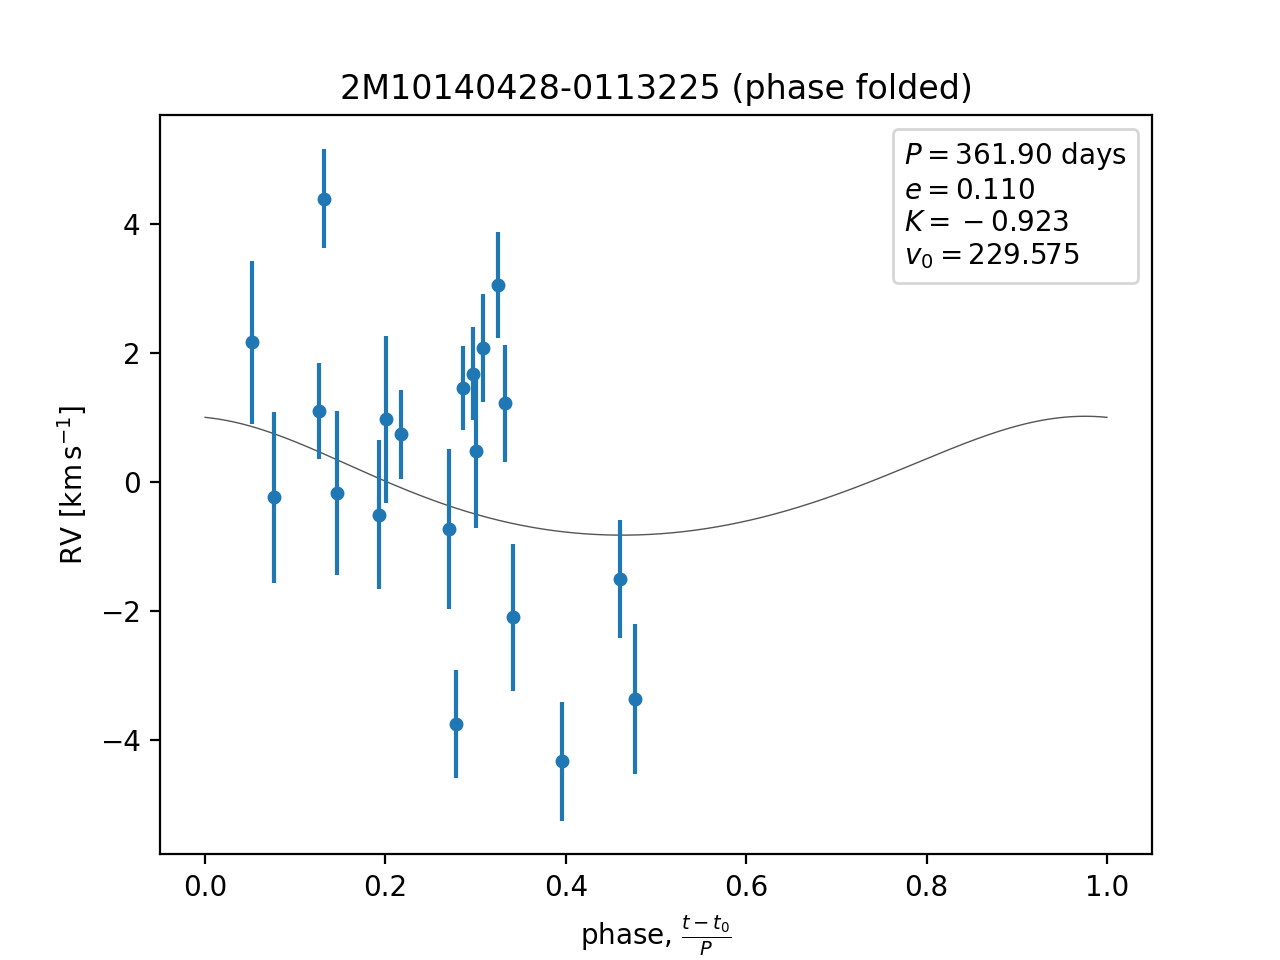 2M10140428-0113225 (phase folded)
P = 361.90 days
e = 0.110
K = −0.923
v₀ = 229.575
4
2
0
−2
−4
RV [km s⁻¹]
0.0 0.2 0.4 0.6 0.8 1.0
phase, (t − t₀)/P